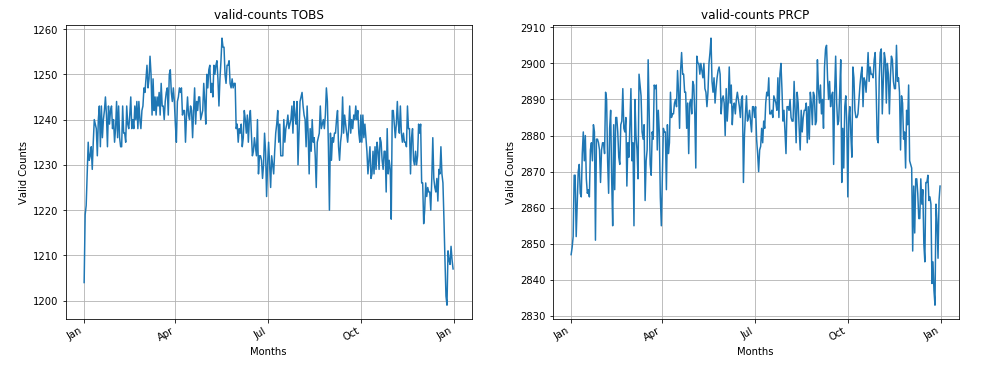 valid-counts TOBS
1260
1250
1240
1230
1220
1210
1200
Valid Counts
Jan
Apr
Jul
Oct
Jan
Months
valid-counts PRCP
2910
2900
2890
2880
2870
2860
2850
2840
2830
Valid Counts
Jan
Apr
Jul
Oct
Jan
Months